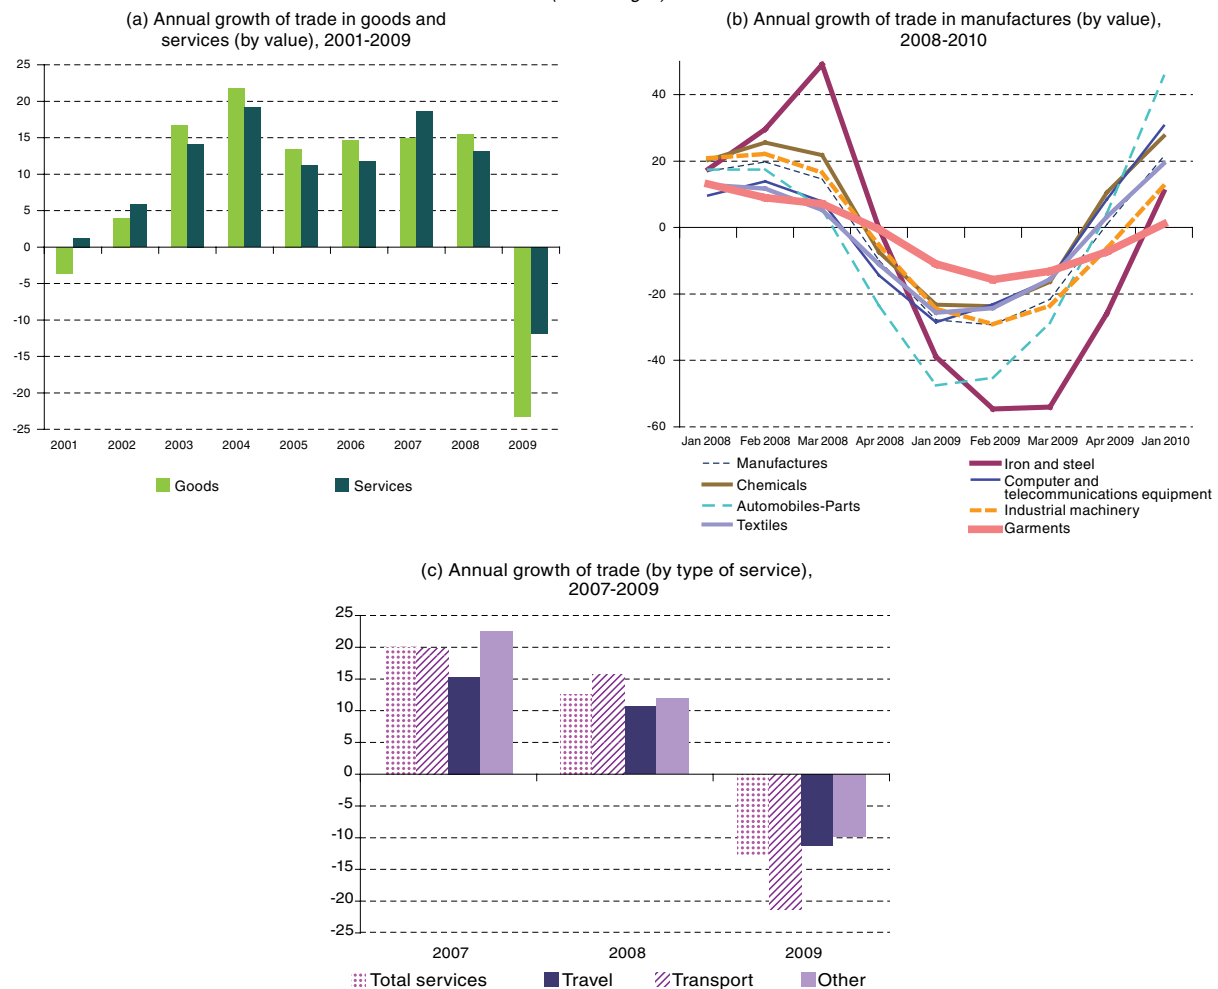 (a) Annual growth of trade in goods and
services (by value), 2001-2009
25
20
15
10
5
0
-5
-10
-15
-20
-25
2001 2002 2003 2004 2005 2006 2007 2008 2009
Goods Services
(b) Annual growth of trade in manufactures (by value),
2008-2010
40
20
0
-20
-40
-60
Jan 2008 Feb 2008 Mar 2008 Apr 2008 Jan 2009 Feb 2009 Mar 2009 Apr 2009 Jan 2010
Manufactures
Chemicals
Automobiles-Parts
Textiles
Iron and steel
Computer and
telecommunications equipment
Industrial machinery
Garments
(c) Annual growth of trade (by type of service),
2007-2009
25
20
15
10
5
0
-5
-10
-15
-20
-25
2007 2008 2009
Total services Travel Transport Other